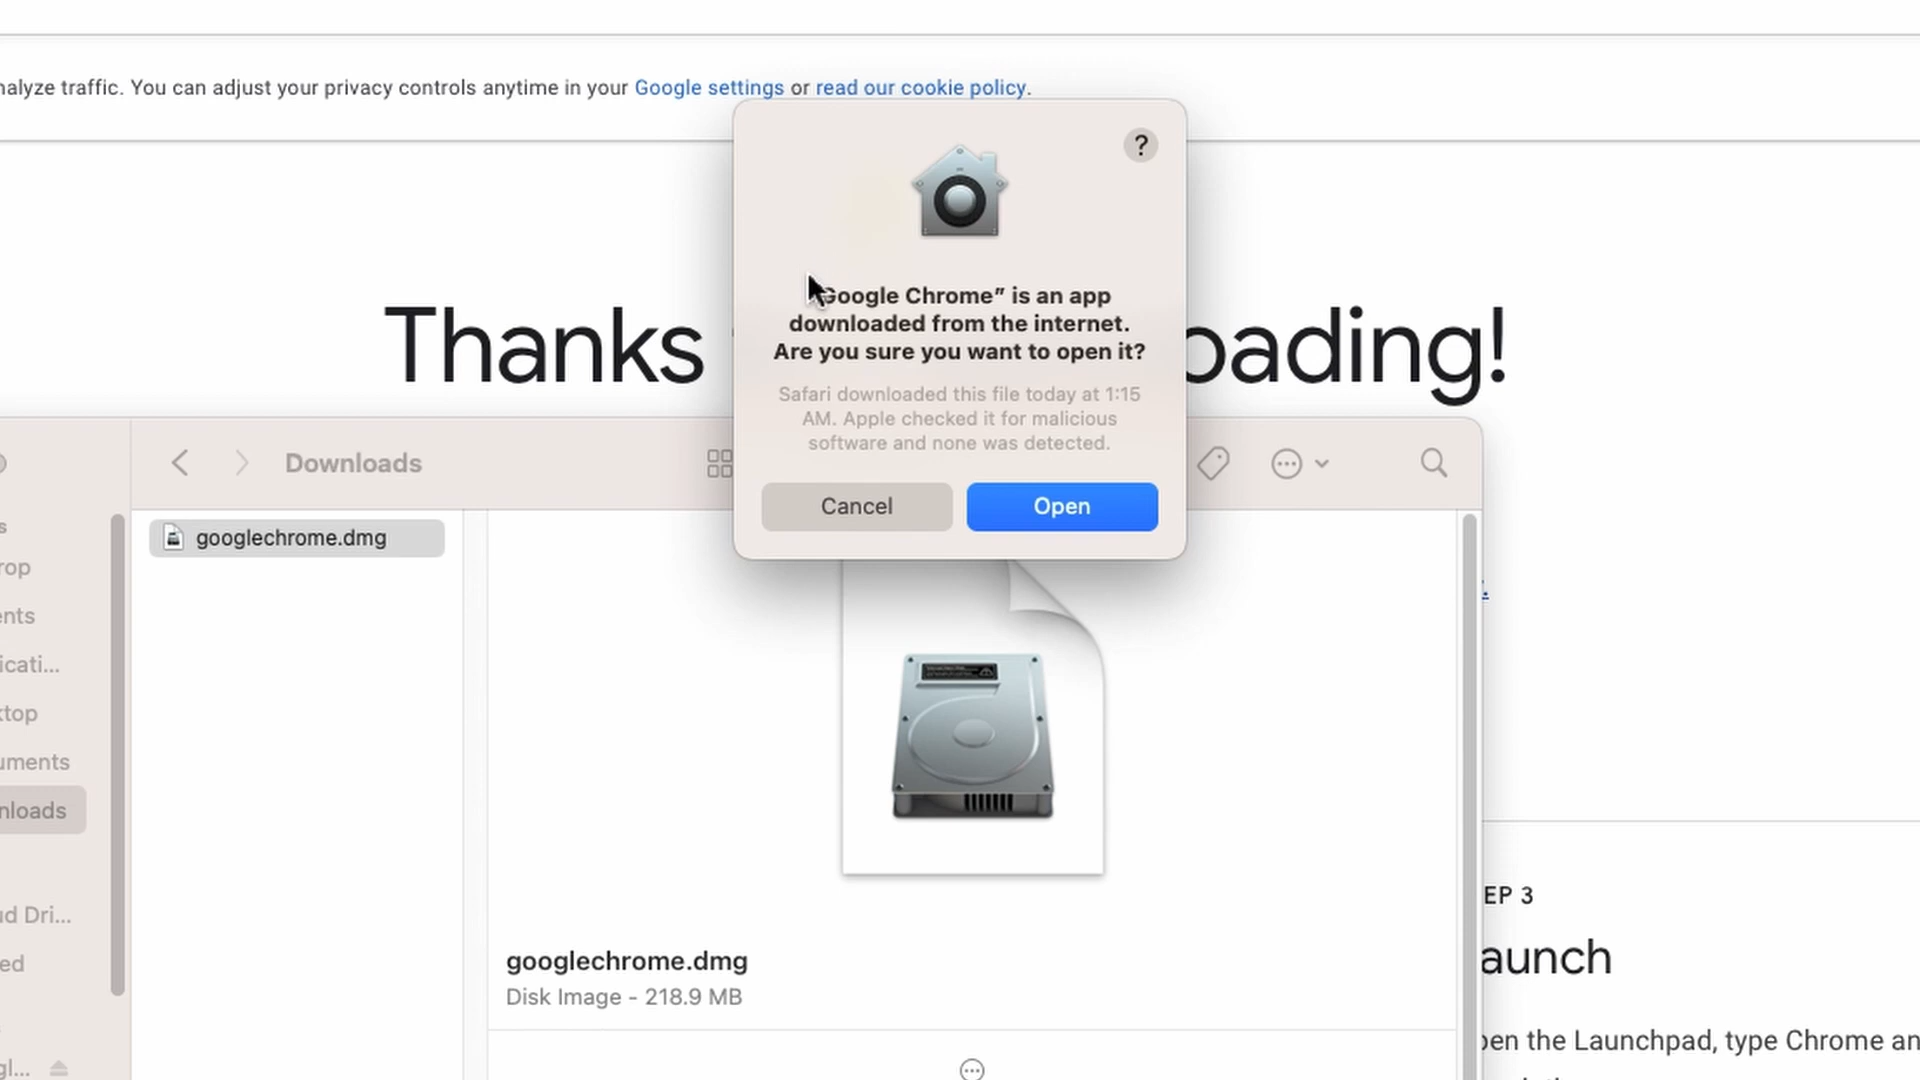 nalyze traffic. You can adjust your privacy controls anytime in your Google settings or read our cookie policy.
?
Google Chrome” is an app
downloaded from the internet.
Are you sure you want to open it?
Safari downloaded this file today at 1:15
AM. Apple checked it for malicious
software and none was detected.
Cancel
Open
Thanks
oading!
Downloads
googlechrome.dmg
s
rop
ents
icati...
ktop
uments
nloads
ud Dri...
ed
gl...
googlechrome.dmg
Disk Image - 218.9 MB
EP 3
aunch
pen the Launchpad, type Chrome an